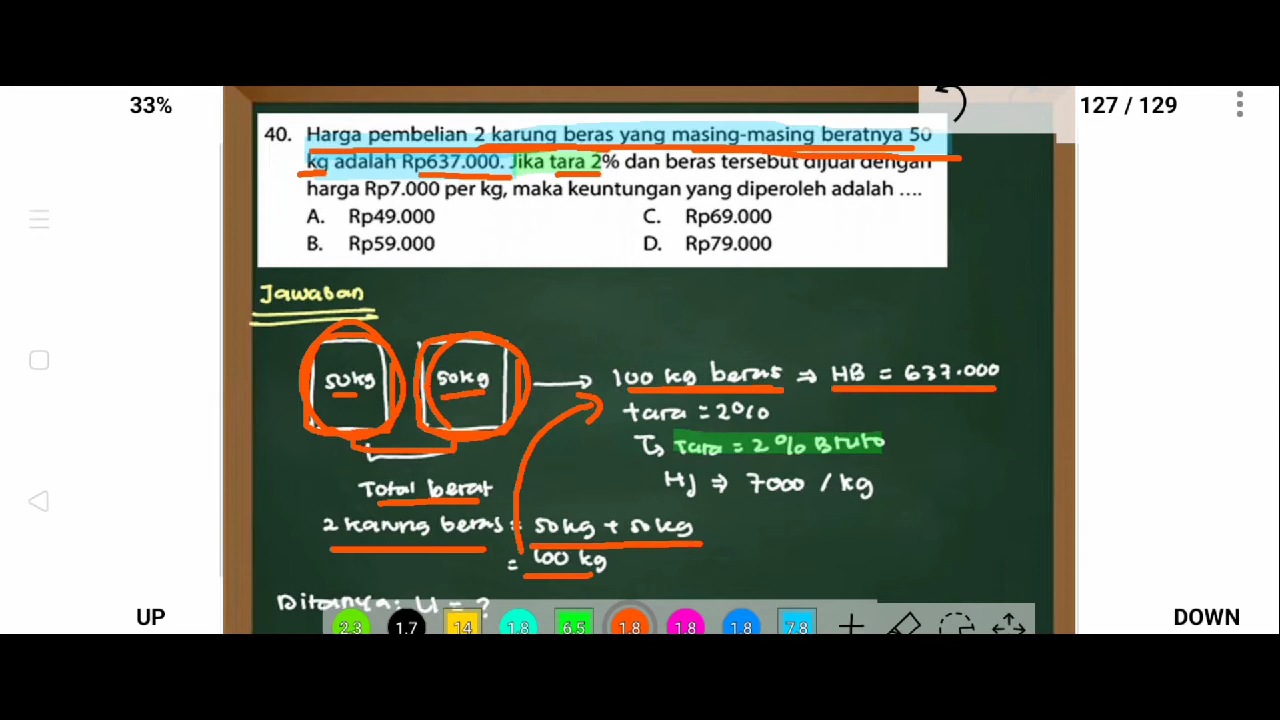 33%
127 / 129
40. Harga pembelian 2 karung beras yang masing-masing beratnya 50
kg adalah Rp637.000. Jika tara 2% dan beras tersebut dijual dengan
harga Rp7.000 per kg, maka keuntungan yang diperoleh adalah ....
A. Rp49.000
C. Rp69.000
B. Rp59.000
D. Rp79.000
Jawaban
50kg
50kg
100 kg beras ⇒ HB = 637.000
tara = 2%
↳ Tara = 2% Bruto
HJ ⇒ 7000 / kg
Total berat
2 karung beras = 50kg + 50kg
= 100 kg
Ditanya: U = ?
UP
2.3 1.7 14 1.8 6.5 1.8 1.8 1.8 7.8
DOWN